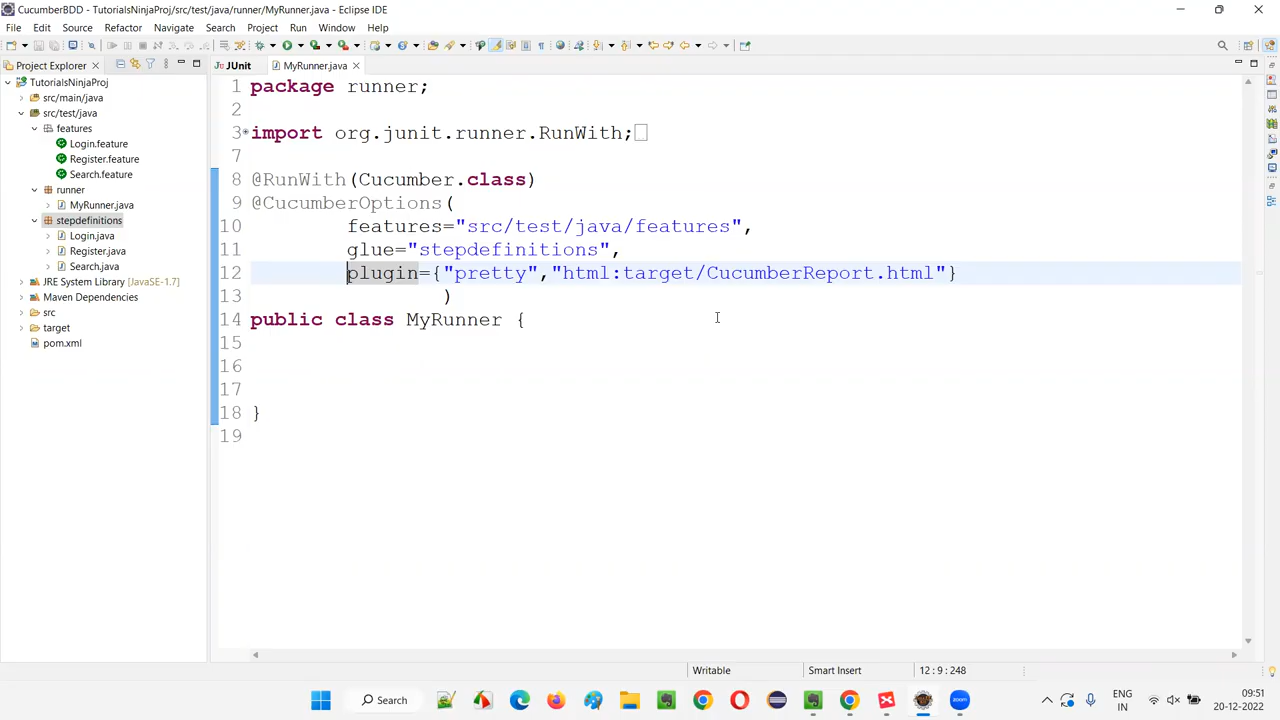 CucumberBDD - TutorialsNinjaProj/src/test/java/runner/MyRunner.java - Eclipse IDE
File Edit Source Refactor Navigate Search Project Run Window Help
Project Explorer
JUnit
MyRunner.java
TutorialsNinjaProj
src/main/java
src/test/java
features
Login.feature
Register.feature
Search.feature
runner
MyRunner.java
stepdefinitions
Login.java
Register.java
Search.java
JRE System Library [JavaSE-1.7]
Maven Dependencies
src
target
pom.xml
1 package runner;
2
3 import org.junit.runner.RunWith;
7
8 @RunWith(Cucumber.class)
9 @CucumberOptions(
10 features="src/test/java/features",
11 glue="stepdefinitions",
12 plugin={"pretty","html:target/CucumberReport.html"}
13 )
14 public class MyRunner {
15
16
17
18 }
19
Writable Smart Insert 12:9:248
Search
ENG
IN
09:51
20-12-2022